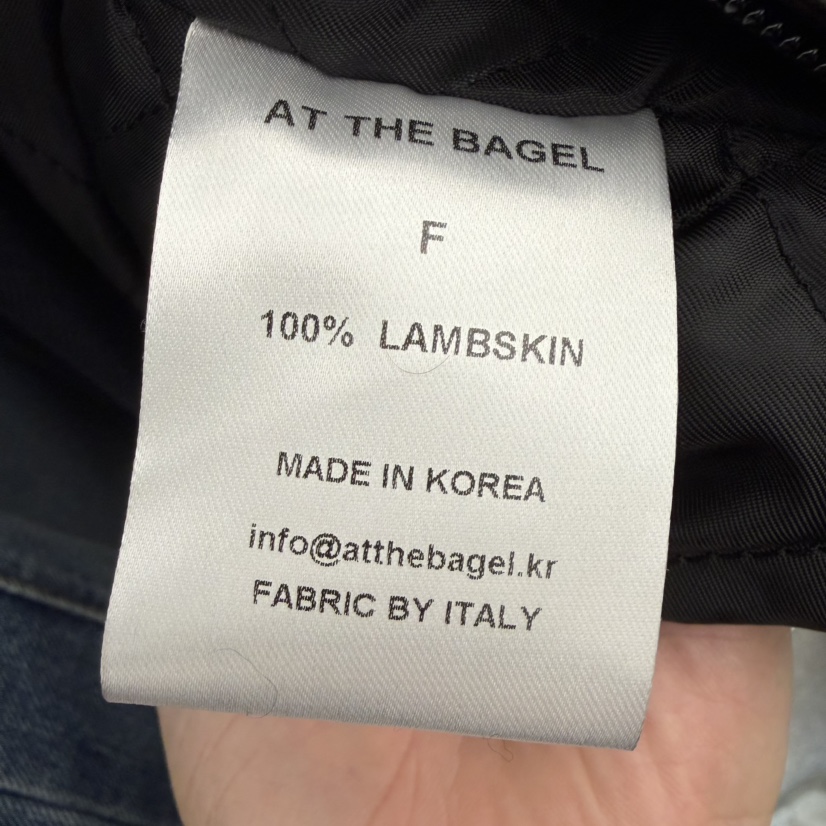 AT THE BAGEL
F
100% LAMBSKIN
MADE IN KOREA
info@atthebagel.kr
FABRIC BY ITALY